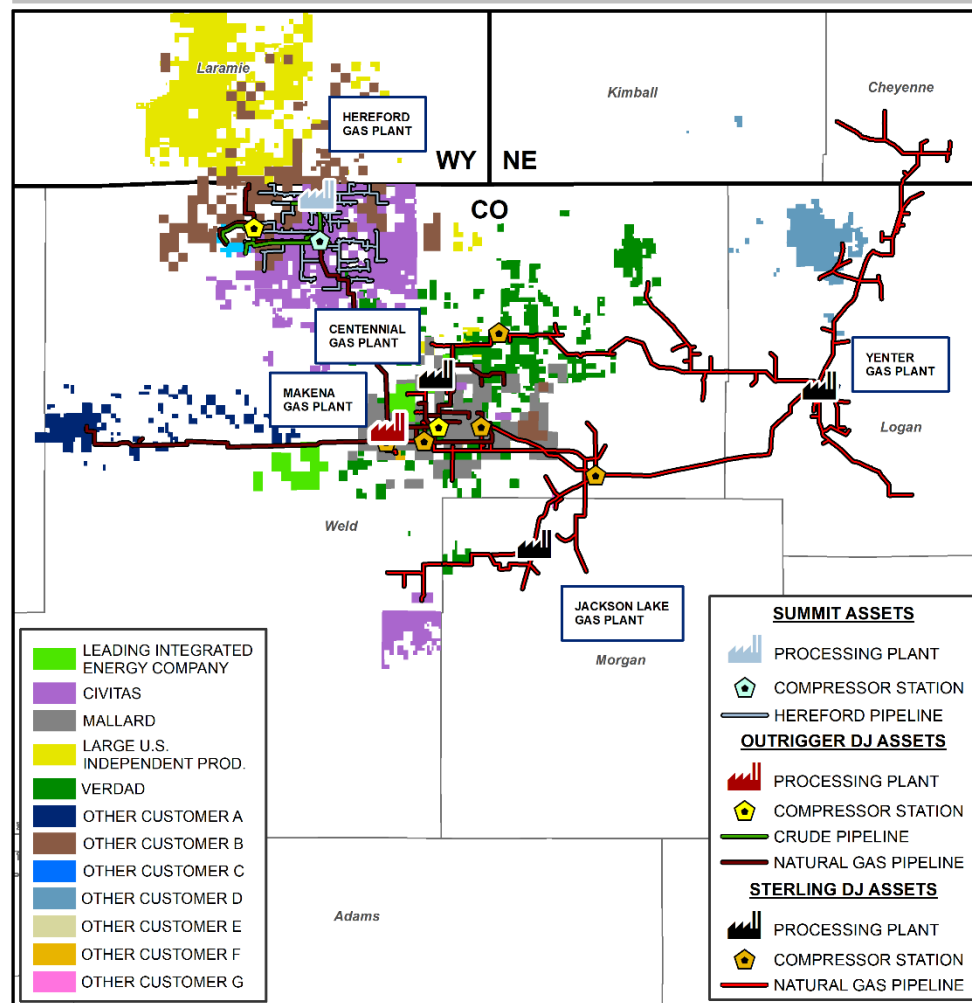 Laramie
Kimball
Cheyenne
HEREFORD
GAS PLANT
WY
NE
CO
CENTENNIAL
GAS PLANT
MAKENA
GAS PLANT
YENTER
GAS PLANT
Logan
Weld
JACKSON LAKE
GAS PLANT
Morgan
Adams
LEADING INTEGRATED
ENERGY COMPANY
CIVITAS
MALLARD
LARGE U.S.
INDEPENDENT PROD.
VERDAD
OTHER CUSTOMER A
OTHER CUSTOMER B
OTHER CUSTOMER C
OTHER CUSTOMER D
OTHER CUSTOMER E
OTHER CUSTOMER F
OTHER CUSTOMER G
SUMMIT ASSETS
PROCESSING PLANT
COMPRESSOR STATION
HEREFORD PIPELINE
OUTRIGGER DJ ASSETS
PROCESSING PLANT
COMPRESSOR STATION
CRUDE PIPELINE
NATURAL GAS PIPELINE
STERLING DJ ASSETS
PROCESSING PLANT
COMPRESSOR STATION
NATURAL GAS PIPELINE